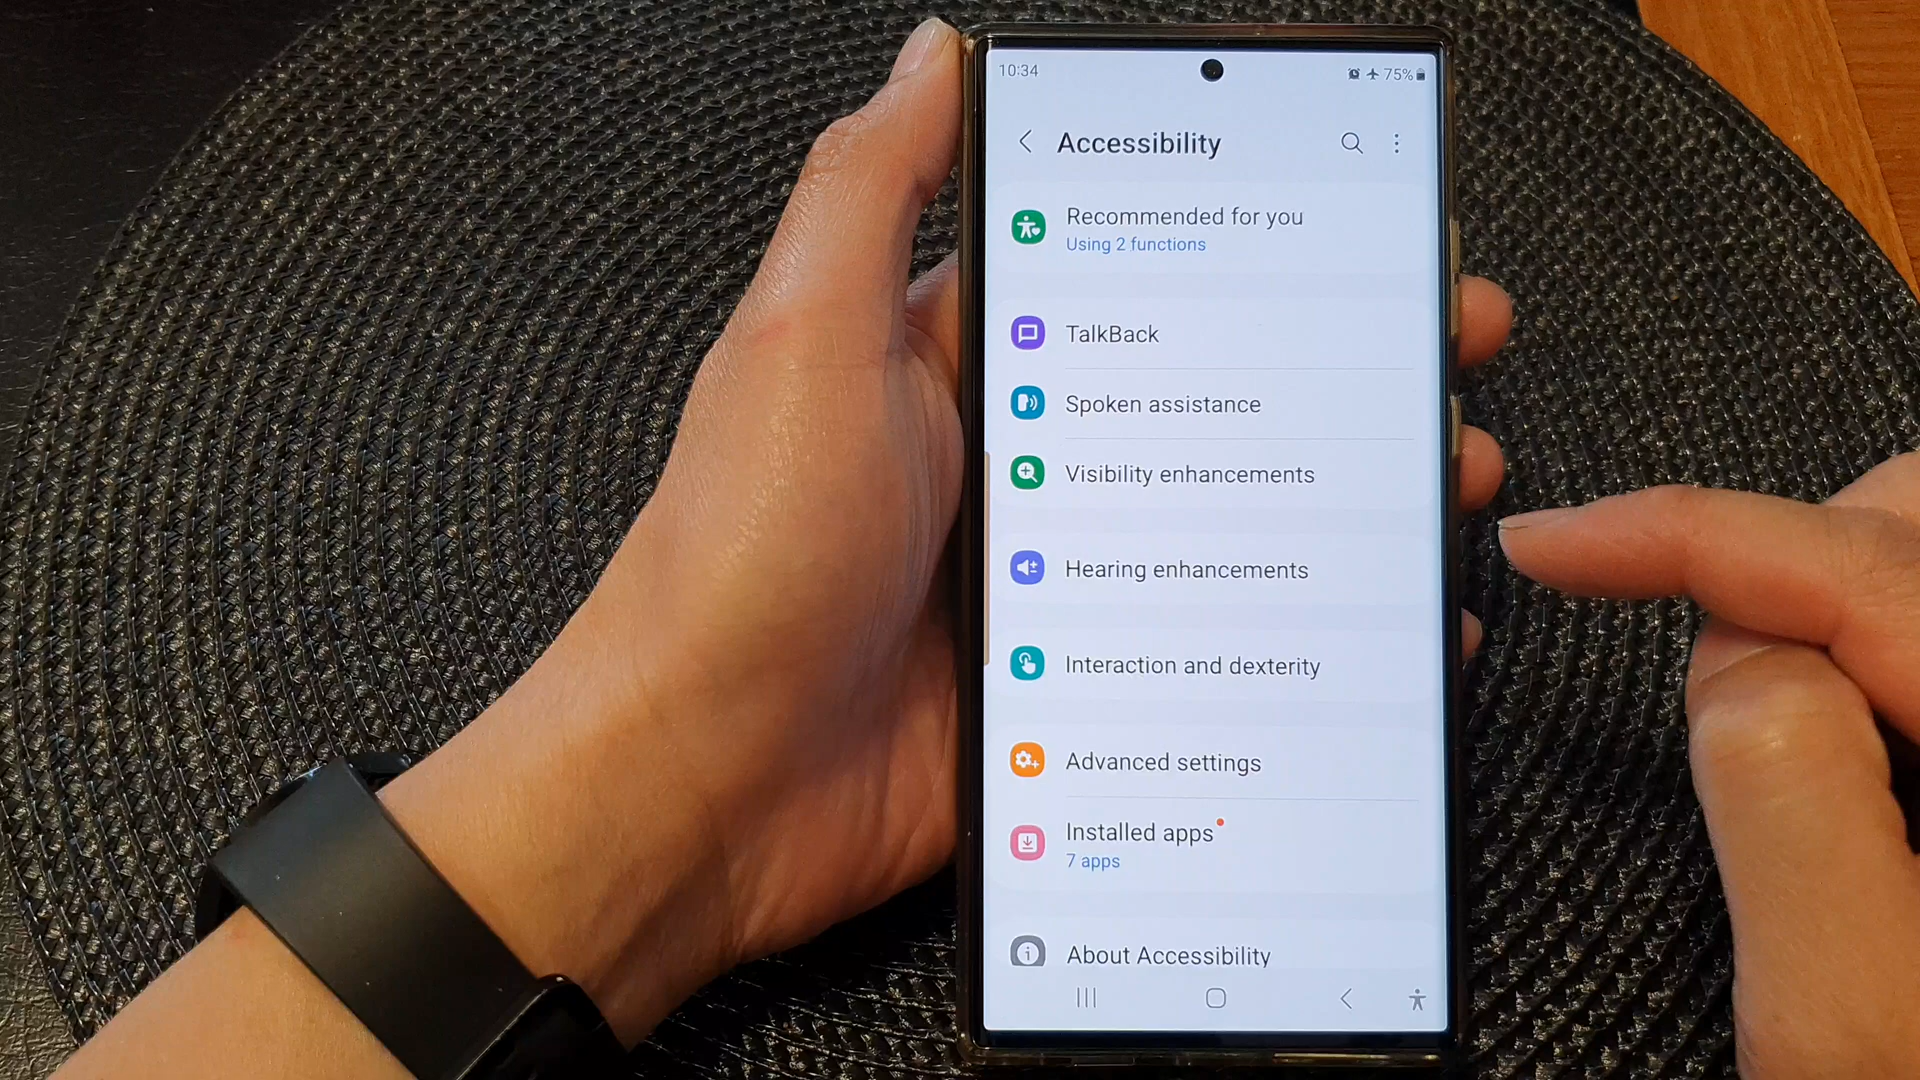 10:34
75%
Accessibility
Recommended for you
Using 2 functions
TalkBack
Spoken assistance
Visibility enhancements
Hearing enhancements
Interaction and dexterity
Advanced settings
Installed apps
7 apps
About Accessibility